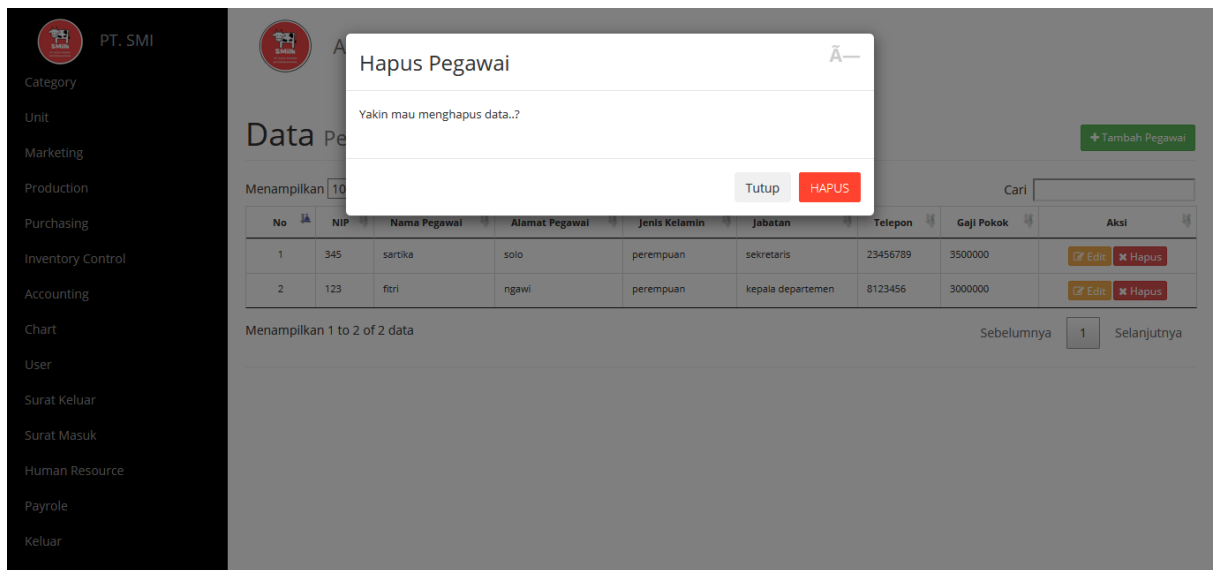 SMilk
PT. SMI
Category
Unit
Marketing
Production
Purchasing
Inventory Control
Accounting
Chart
User
Surat Keluar
Surat Masuk
Human Resource
Payrole
Keluar
SMilk
A
Hapus Pegawai Ã—
Yakin mau menghapus data..?
Tutup HAPUS
Data Pe
Tambah Pegawai
Menampilkan 10
Cari
No NIP Nama Pegawai Alamat Pegawai Jenis Kelamin Jabatan Telepon Gaji Pokok Aksi
1 345 sartika solo perempuan sekretaris 23456789 3500000 Edit Hapus
2 123 fitri ngawi perempuan kepala departemen 8123456 3000000 Edit Hapus
Menampilkan 1 to 2 of 2 data
Sebelumnya 1 Selanjutnya